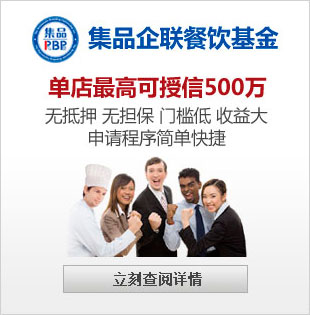 集品
PBP
集品企联餐饮基金
单店最高可授信500万
无抵押 无担保 门槛低 收益大
申请程序简单快捷
立刻查阅详情